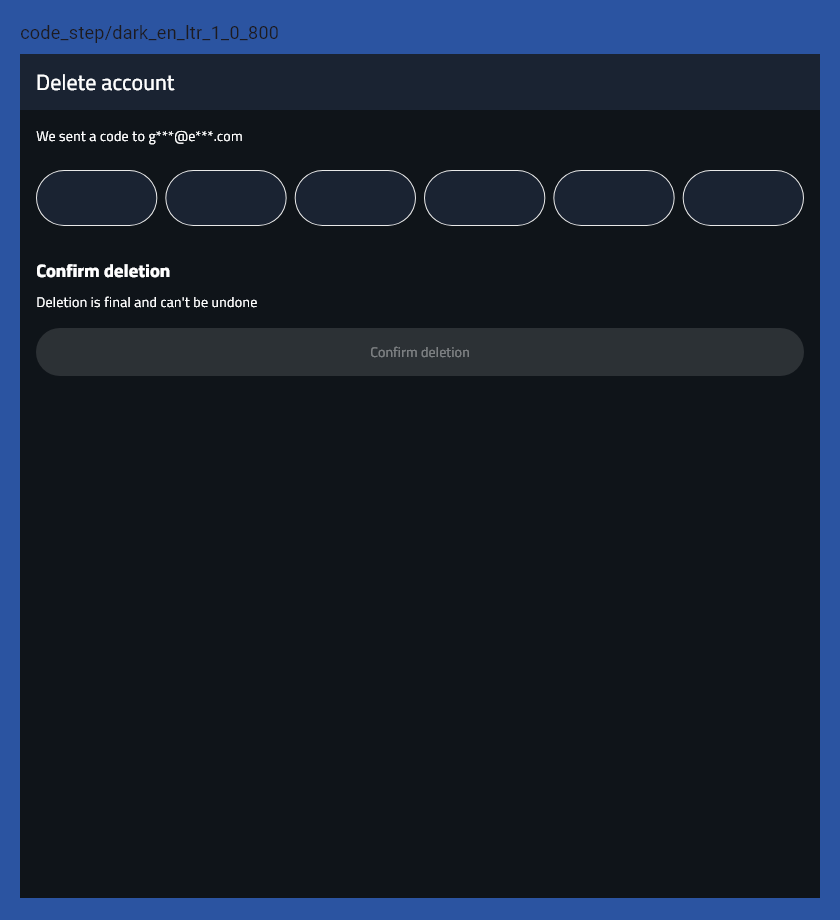 code_step/dark_en_ltr_1_0_800
Delete account
We sent a code to g***@e***.com
Confirm deletion
Deletion is final and can't be undone
Confirm deletion